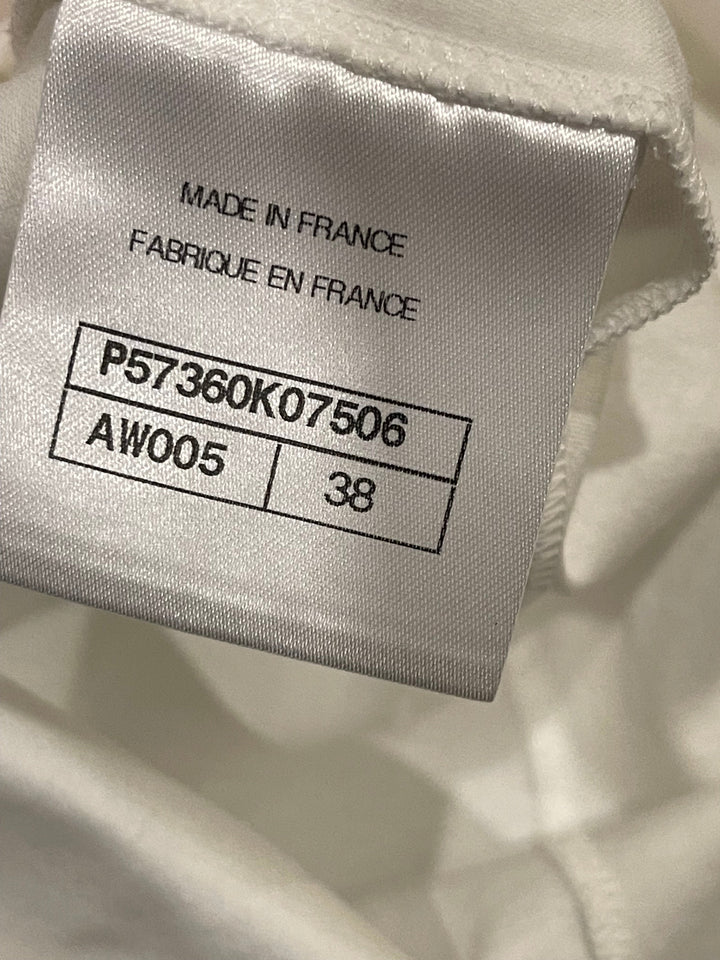 MADE IN FRANCE
FABRIQUE EN FRANCE
P57360K07506
AW005 38